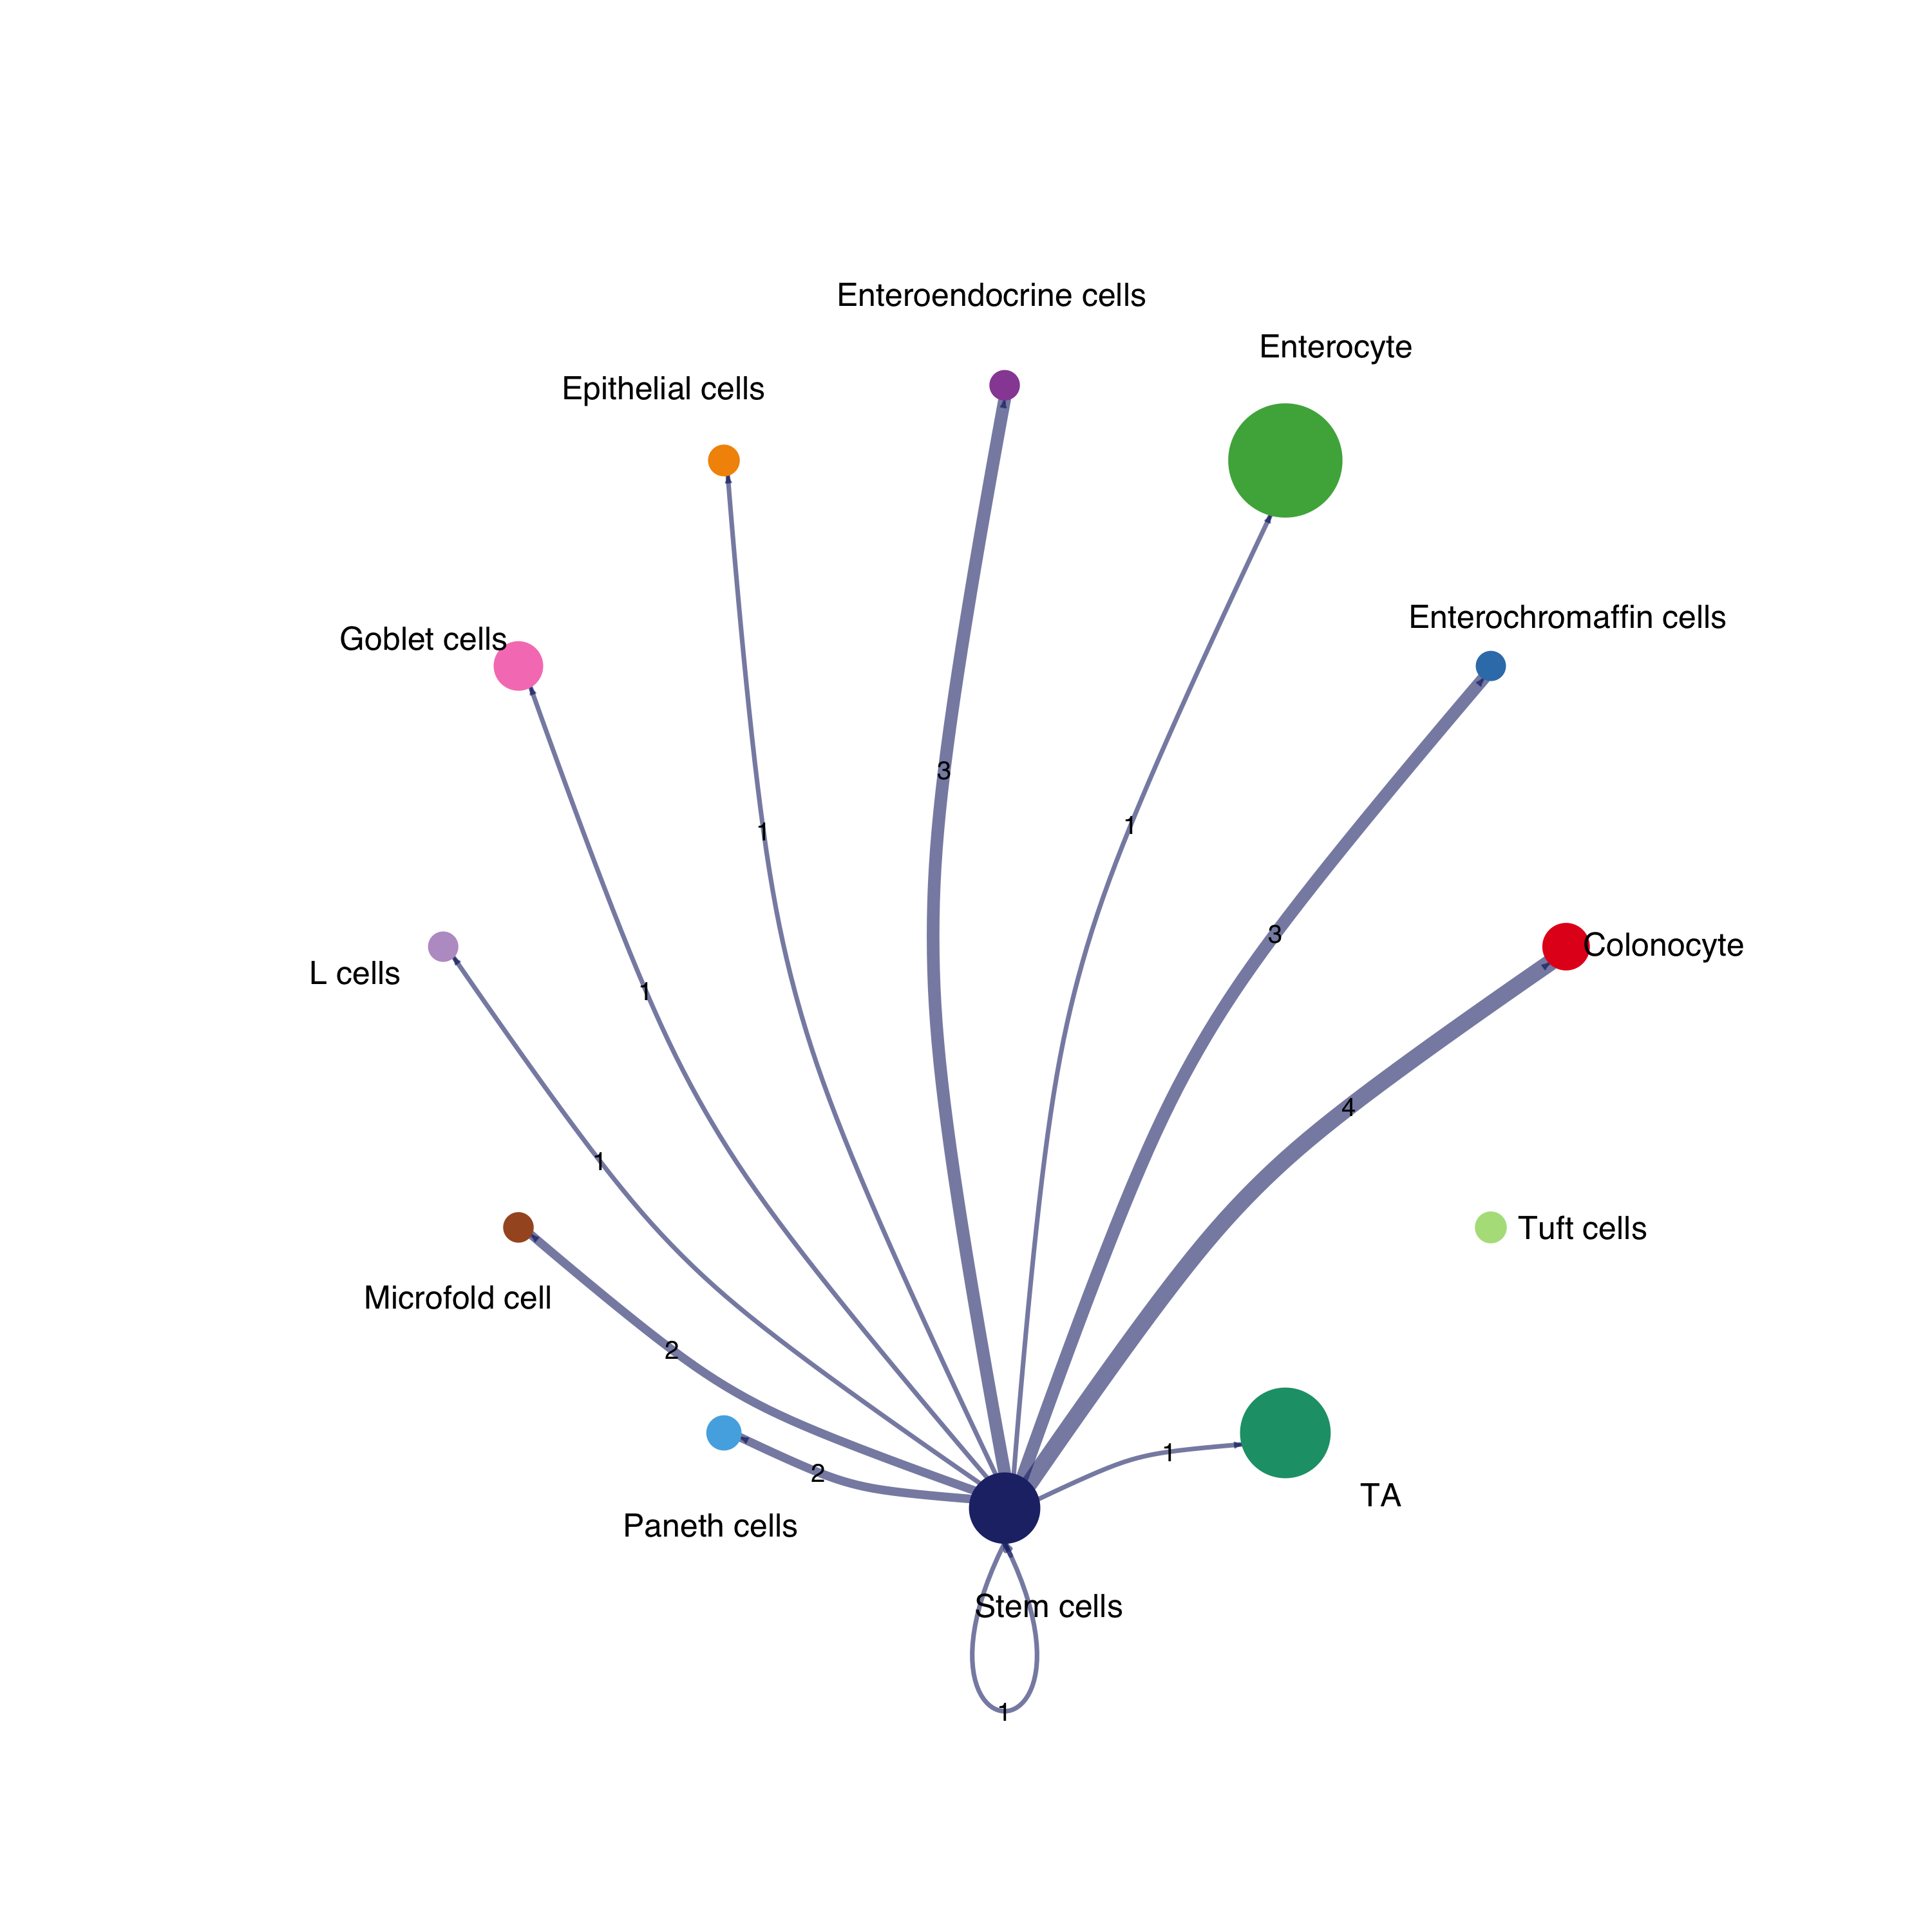 Enteroendocrine cells
Enterocyte
Epithelial cells
Enterochromaffin cells
Goblet cells
3
1
1
3
Colonocyte
L cells
1
4
1
Tuft cells
Microfold cell
2
1
2
TA
Paneth cells
Stem cells
1